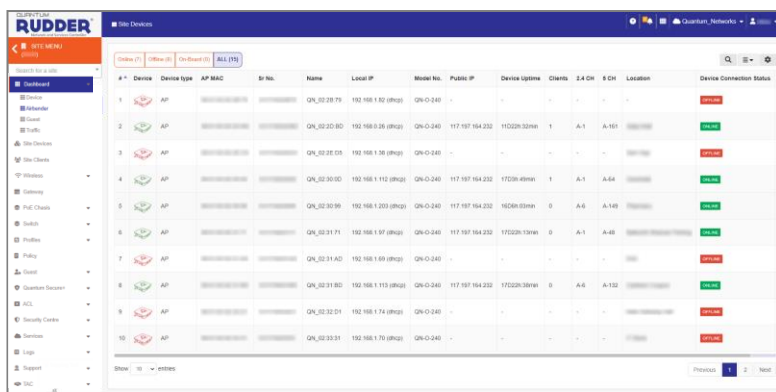 QUANTUM
RUDDER
Site Devices
Quantum_Networks
SITE MENU
Search for a site
Dashboard
Device
Guest
Traffic
Site Devices
Site Clients
Wireless
Gateway
PoE Chasis
Switch
Profiles
Policy
Guest
Quantum Secure+
ACL
Security Centre
Services
Logs
Support
TAC
Online (7) Offline (8) On-Board (0) ALL (15)
# Device Device type AP MAC Sr No. Name Local IP Model No. Public IP Device Uptime Clients 2.4 CH 5 CH Location Device Connection Status
1 AP QN_02:2B:79 192.168.1.82 (dhcp) QN-O-240 - - - - - - OFFLINE
2 AP QN_02:2D:BD 192.168.0.26 (dhcp) QN-O-240 117.197.164.232 11D22h:32min 1 A-1 A-161 ONLINE
3 AP QN_02:2E:D5 192.168.1.38 (dhcp) QN-O-240 - - - - - OFFLINE
4 AP QN_02:30:0D 192.168.1.112 (dhcp) QN-O-240 117.197.164.232 17D3h:49min 1 A-1 A-64 ONLINE
5 AP QN_02:30:99 192.168.1.203 (dhcp) QN-O-240 117.197.164.232 16D6h:03min 0 A-6 A-149 ONLINE
6 AP QN_02:31:71 192.168.1.97 (dhcp) QN-O-240 117.197.164.232 17D22h:13min 0 A-1 A-48 ONLINE
7 AP QN_02:31:AD 192.168.1.69 (dhcp) QN-O-240 - - - - - OFFLINE
8 AP QN_02:31:BD 192.168.1.113 (dhcp) QN-O-240 117.197.164.232 17D22h:38min 0 A-6 A-132 ONLINE
9 AP QN_02:32:D1 192.168.1.74 (dhcp) QN-O-240 - - - - - OFFLINE
10 AP QN_02:33:31 192.168.1.70 (dhcp) QN-O-240 - - - - - OFFLINE
Show 10 entries
Previous 1 2 Next